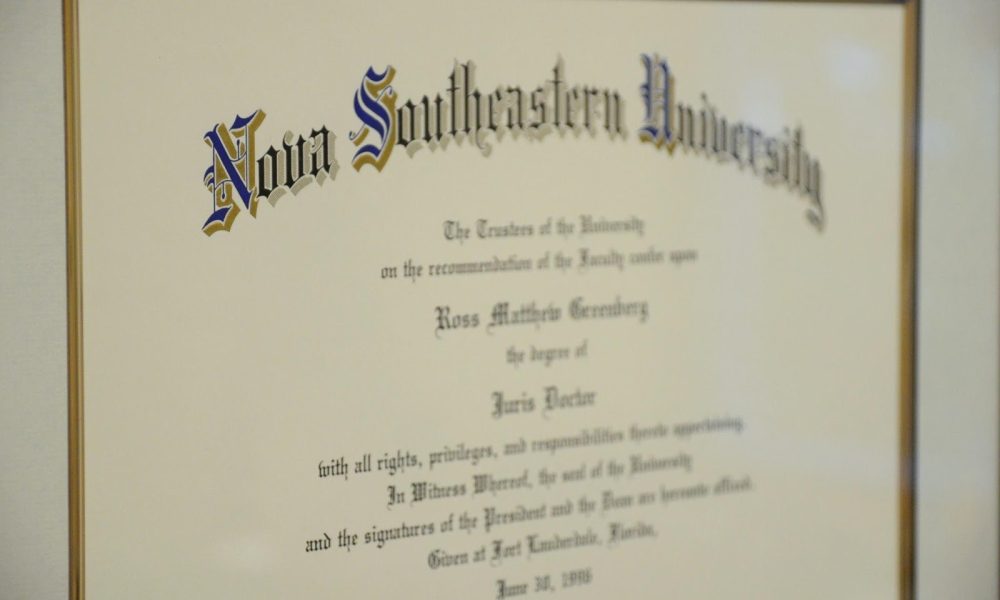 Nova Southeastern University
The Trustees of the University
on the recommendation of the Faculty confer upon
Ross Matthew Greenberg
the degree of
Juris Doctor
with all rights, privileges, and responsibilities thereto appertaining.
In Witness Whereof, the seal of the University
and the signatures of the President and the Dean are hereunto affixed.
Given at Fort Lauderdale, Florida,
June 30, 1996